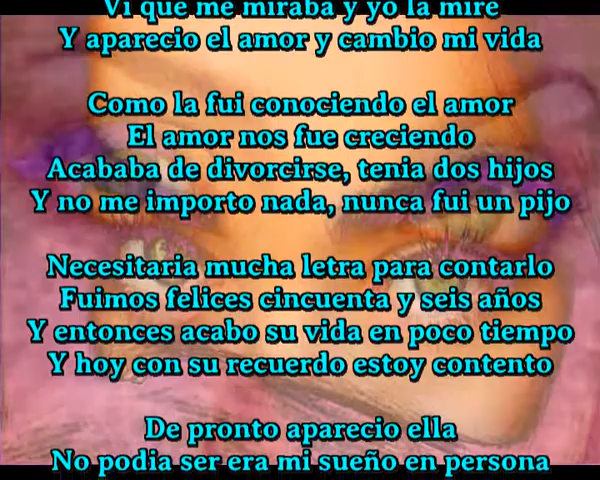 Vi que me miraba y yo la mire
Y aparecio el amor y cambio mi vida
Como la fui conociendo el amor
El amor nos fue creciendo
Acababa de divorcirse, tenia dos hijos
Y no me importo nada, nunca fui un pijo
Necesitaria mucha letra para contarlo
Fuimos felices cincuenta y seis años
Y entonces acabo su vida en poco tiempo
Y hoy con su recuerdo estoy contento
De pronto aparecio ella
No podia ser era mi sueño en persona